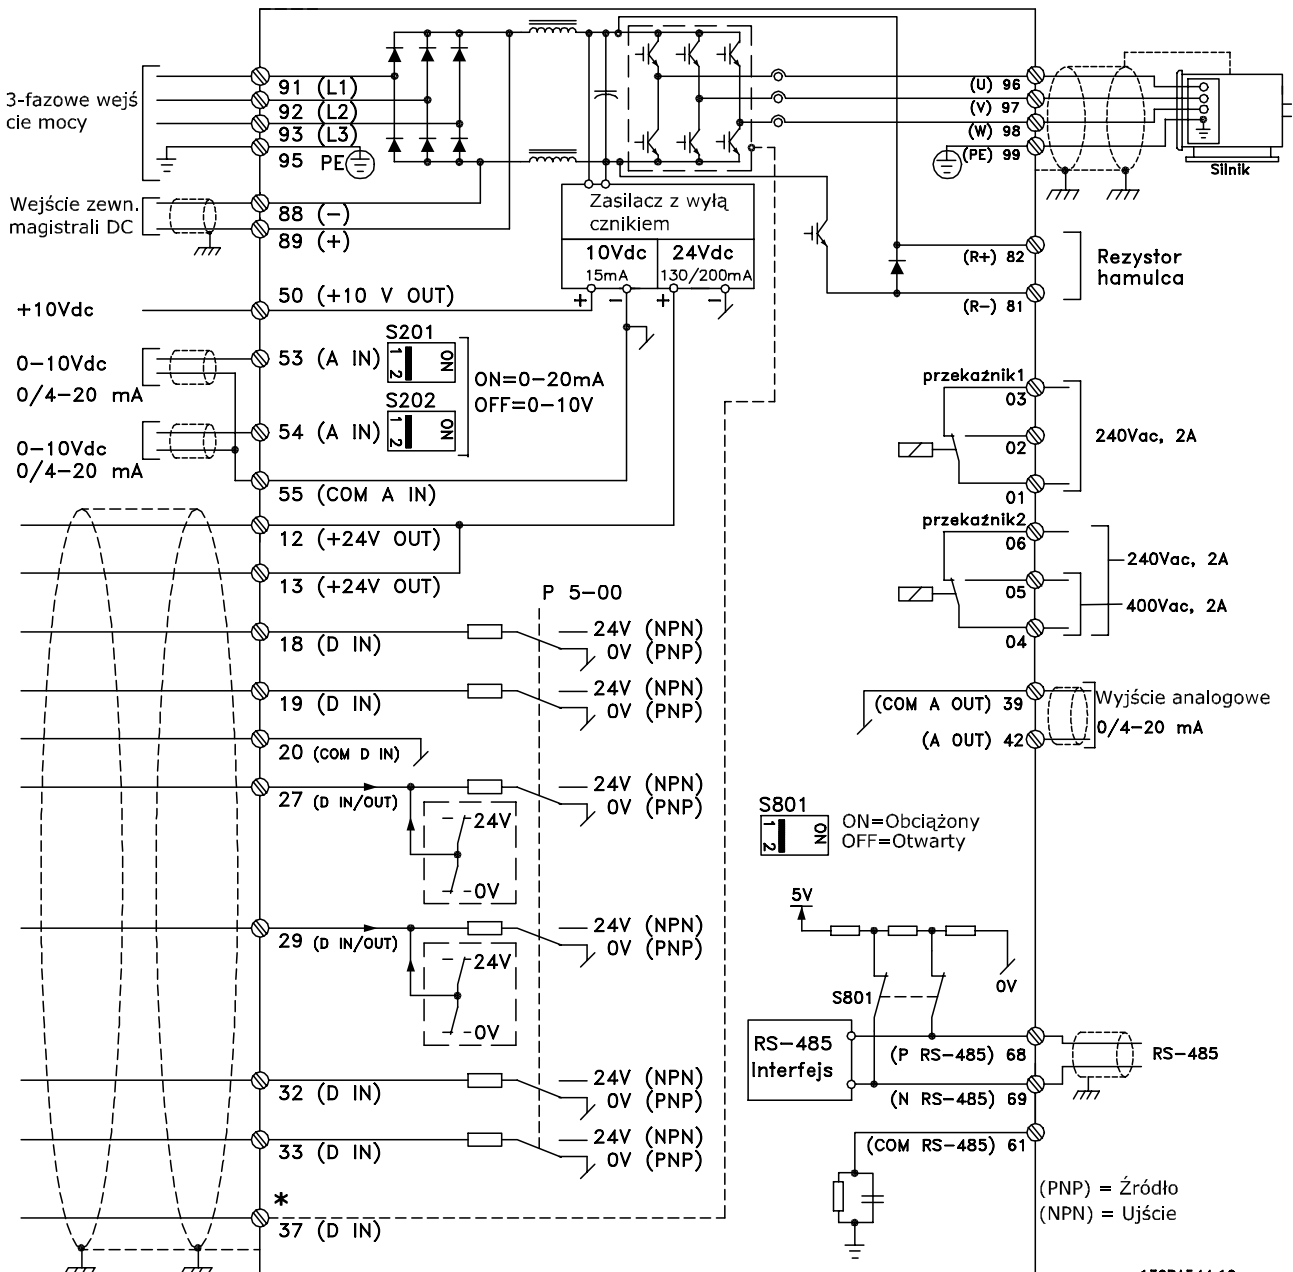 3-fazowe wejś
cie mocy
91 (L1)
92 (L2)
93 (L3)
95 PE
Wejście zewn.
magistrali DC
88 (−)
89 (+)
Zasilacz z wyłą
cznikiem
10Vdc
15mA
24Vdc
130/200mA
+ − + −
+10Vdc
50 (+10 V OUT)
0−10Vdc
0/4−20 mA
53 (A IN)
S201
1 2
ON
ON=0−20mA
OFF=0−10V
S202
1 2
ON
0−10Vdc
0/4−20 mA
54 (A IN)
55 (COM A IN)
12 (+24V OUT)
13 (+24V OUT)
P 5-00
18 (D IN)
24V (NPN)
0V (PNP)
19 (D IN)
24V (NPN)
0V (PNP)
20 (COM D IN)
27 (D IN/OUT)
24V (NPN)
0V (PNP)
24V
0V
29 (D IN/OUT)
24V (NPN)
0V (PNP)
24V
0V
32 (D IN)
24V (NPN)
0V (PNP)
33 (D IN)
24V (NPN)
0V (PNP)
*
37 (D IN)
(U) 96
(V) 97
(W) 98
(PE) 99
Silnik
(R+) 82
(R−) 81
Rezystor
hamulca
przekaźnik1
03
02
01
240Vac, 2A
przekaźnik2
06
05
04
240Vac, 2A
400Vac, 2A
(COM A OUT) 39
(A OUT) 42
Wyjście analogowe
0/4−20 mA
S801
1 2
ON
ON=Obciążony
OFF=Otwarty
5V
0V
S801
RS−485
Interfejs
(P RS−485) 68
(N RS−485) 69
RS−485
(COM RS−485) 61
(PNP) = Źródło
(NPN) = Ujście